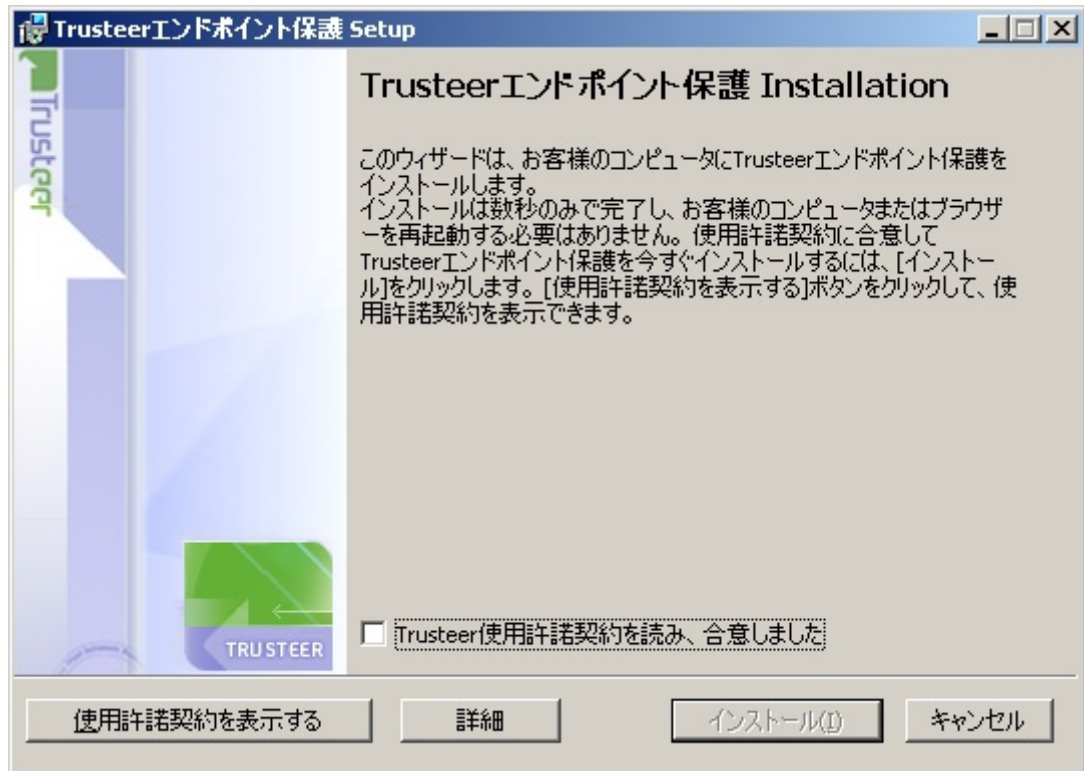 Trusteerエンドポイント保護 Setup
Trusteer
Trusteerエンドポイント保護 Installation
このウィザードは、お客様のコンピュータにTrusteerエンドポイント保護を
インストールします。
インストールは数秒のみで完了し、お客様のコンピュータまたはブラウザ
ーを再起動する必要はありません。使用許諾契約に合意して
Trusteerエンドポイント保護を今すぐインストールするには、[インストー
ル]をクリックします。[使用許諾契約を表示する]ボタンをクリックして、使
用許諾契約を表示できます。
TRUSTEER
Trusteer使用許諾契約を読み、合意しました
使用許諾契約を表示する
詳細
インストール(I)
キャンセル